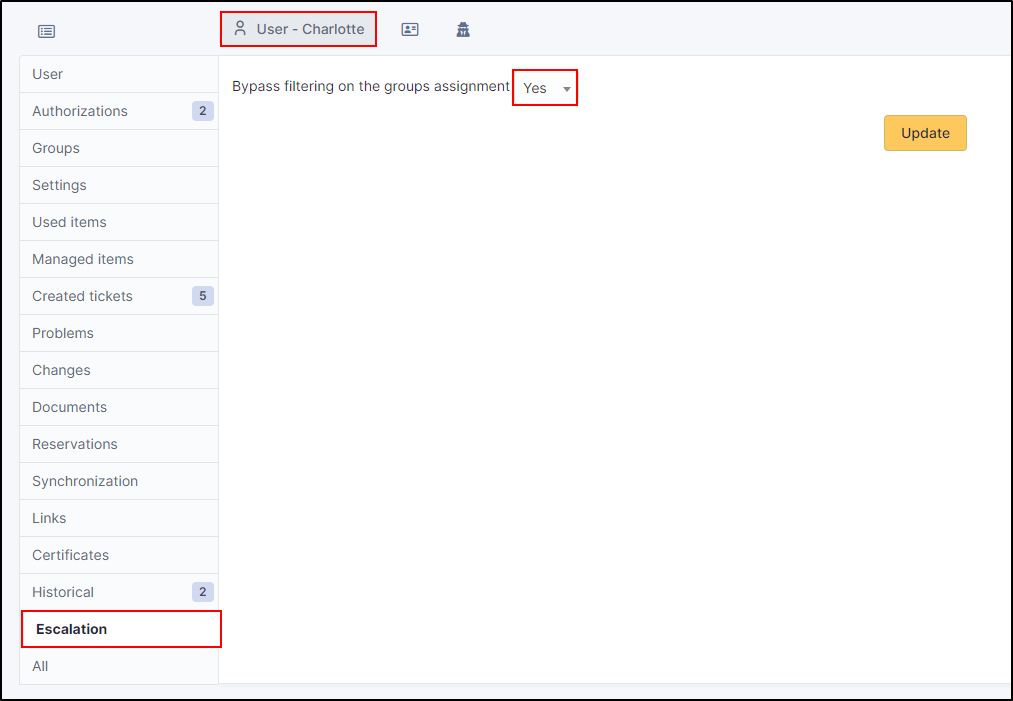 User - Charlotte
User
Authorizations 2
Groups
Settings
Used items
Managed items
Created tickets 5
Problems
Changes
Documents
Reservations
Synchronization
Links
Certificates
Historical 2
Escalation
All
Bypass filtering on the groups assignment Yes
Update